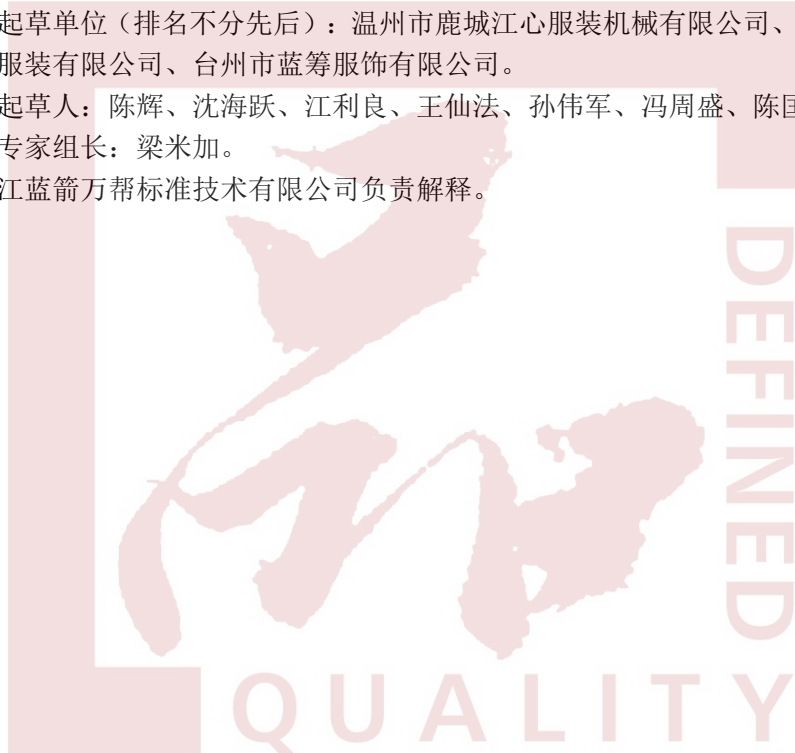 起草单位（排名不分先后）：温州市鹿城江心服装机械有限公司、
服装有限公司、台州市蓝筹服饰有限公司。
起草人：陈辉、沈海跃、江利良、王仙法、孙伟军、冯周盛、陈国
专家组长：梁米加。
江蓝箭万帮标准技术有限公司负责解释。
DEFINED
QUALITY